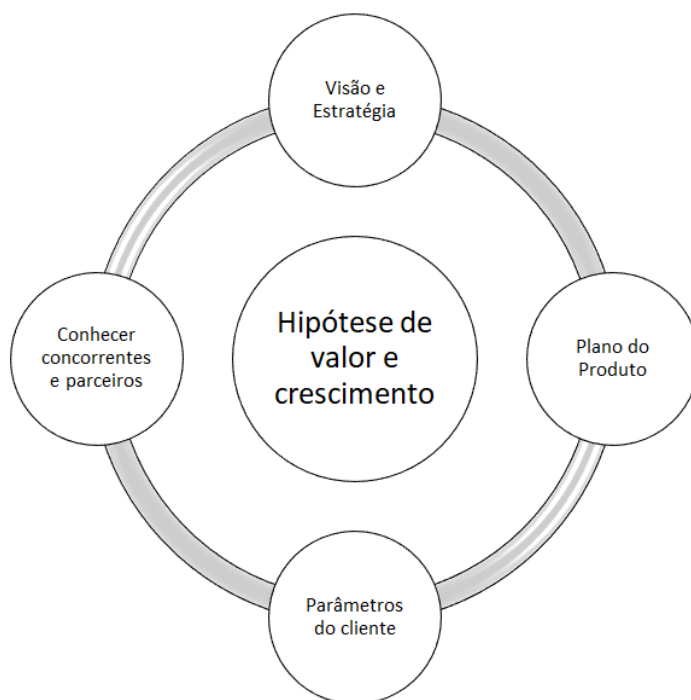 Visão e
Estratégia
Hipótese de
valor e
crescimento
Conhecer
concorrentes
e parceiros
Plano do
Produto
Parâmetros
do cliente